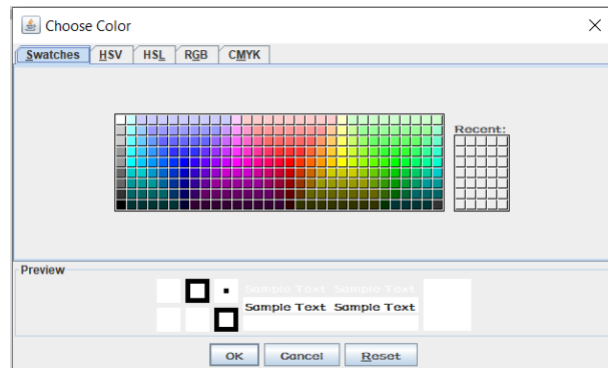 Choose Color
Swatches HSV HSL RGB CMYK
Recent:
Preview
Sample Text Sample Text
Sample Text Sample Text
OK Cancel Reset